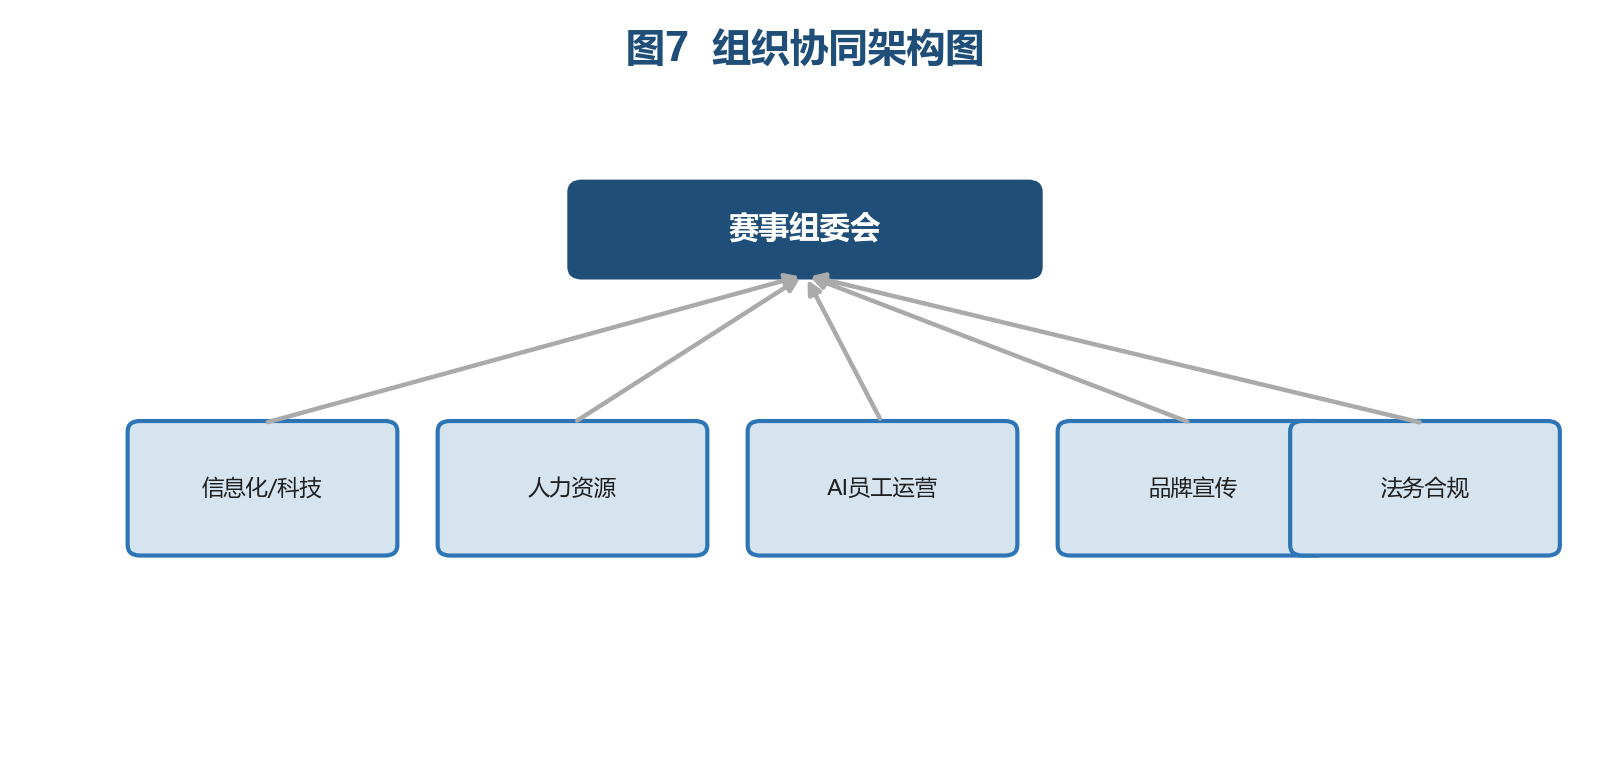 图7 组织协同架构图
赛事组委会
信息化/科技
人力资源
AI员工运营
品牌宣传
法务合规